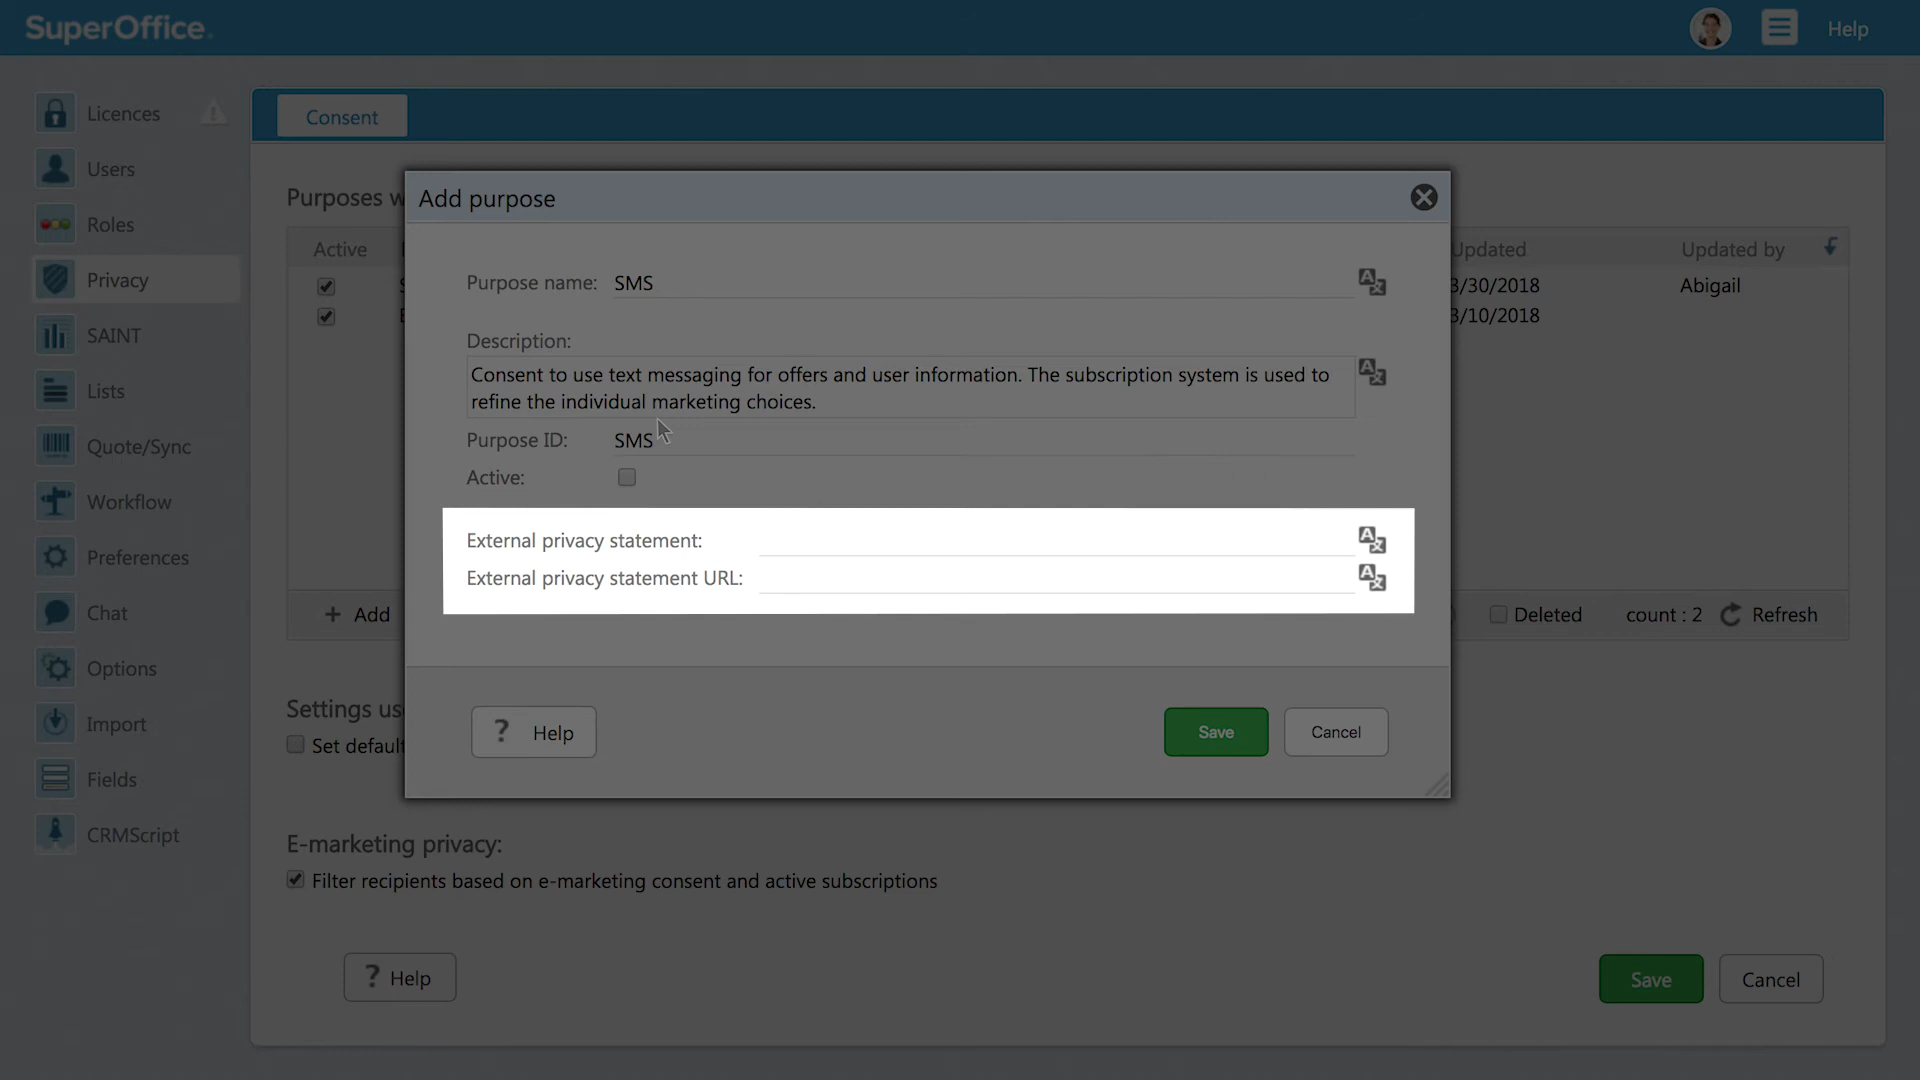 SuperOffice.
Help
Licences
Users
Roles
Privacy
SAINT
Lists
Quote/Sync
Workflow
Preferences
Chat
Options
Import
Fields
CRMScript
Consent
Purposes
Active
Updated
Updated by
3/30/2018
Abigail
3/10/2018
Add
Deleted
count : 2
Refresh
Add purpose
Purpose name: SMS
Description:
Consent to use text messaging for offers and user information. The subscription system is used to
refine the individual marketing choices.
Purpose ID: SMS
Active:
External privacy statement:
External privacy statement URL:
? Help
Save
Cancel
Settings
Set default
E-marketing privacy:
Filter recipients based on e-marketing consent and active subscriptions
? Help
Save
Cancel